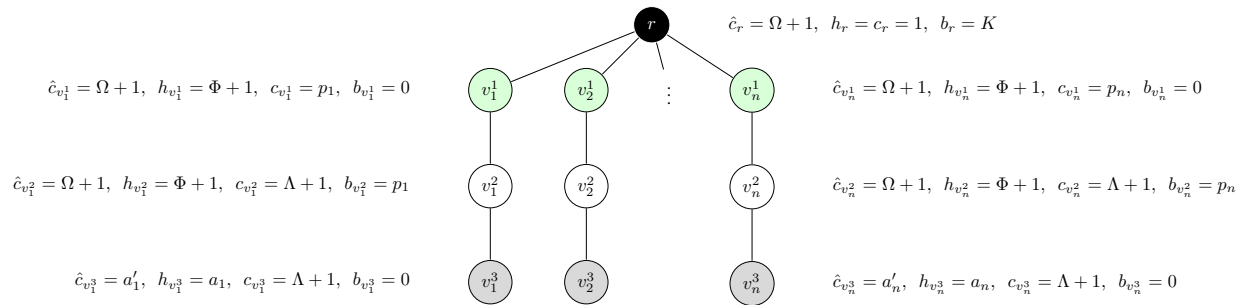 r ĉ_r = Ω + 1, h_r = c_r = 1, b_r = K
ĉ_{v_1^1} = Ω + 1, h_{v_1^1} = Φ + 1, c_{v_1^1} = p_1, b_{v_1^1} = 0 v_1^1 v_2^1 ⋮ v_n^1 ĉ_{v_n^1} = Ω + 1, h_{v_n^1} = Φ + 1, c_{v_n^1} = p_n, b_{v_n^1} = 0
ĉ_{v_1^2} = Ω + 1, h_{v_1^2} = Φ + 1, c_{v_1^2} = Λ + 1, b_{v_1^2} = p_1 v_1^2 v_2^2 v_n^2 ĉ_{v_n^2} = Ω + 1, h_{v_n^2} = Φ + 1, c_{v_n^2} = Λ + 1, b_{v_n^2} = p_n
ĉ_{v_1^3} = a'_1, h_{v_1^3} = a_1, c_{v_1^3} = Λ + 1, b_{v_1^3} = 0 v_1^3 v_2^3 v_n^3 ĉ_{v_n^3} = a'_n, h_{v_n^3} = a_n, c_{v_n^3} = Λ + 1, b_{v_n^3} = 0